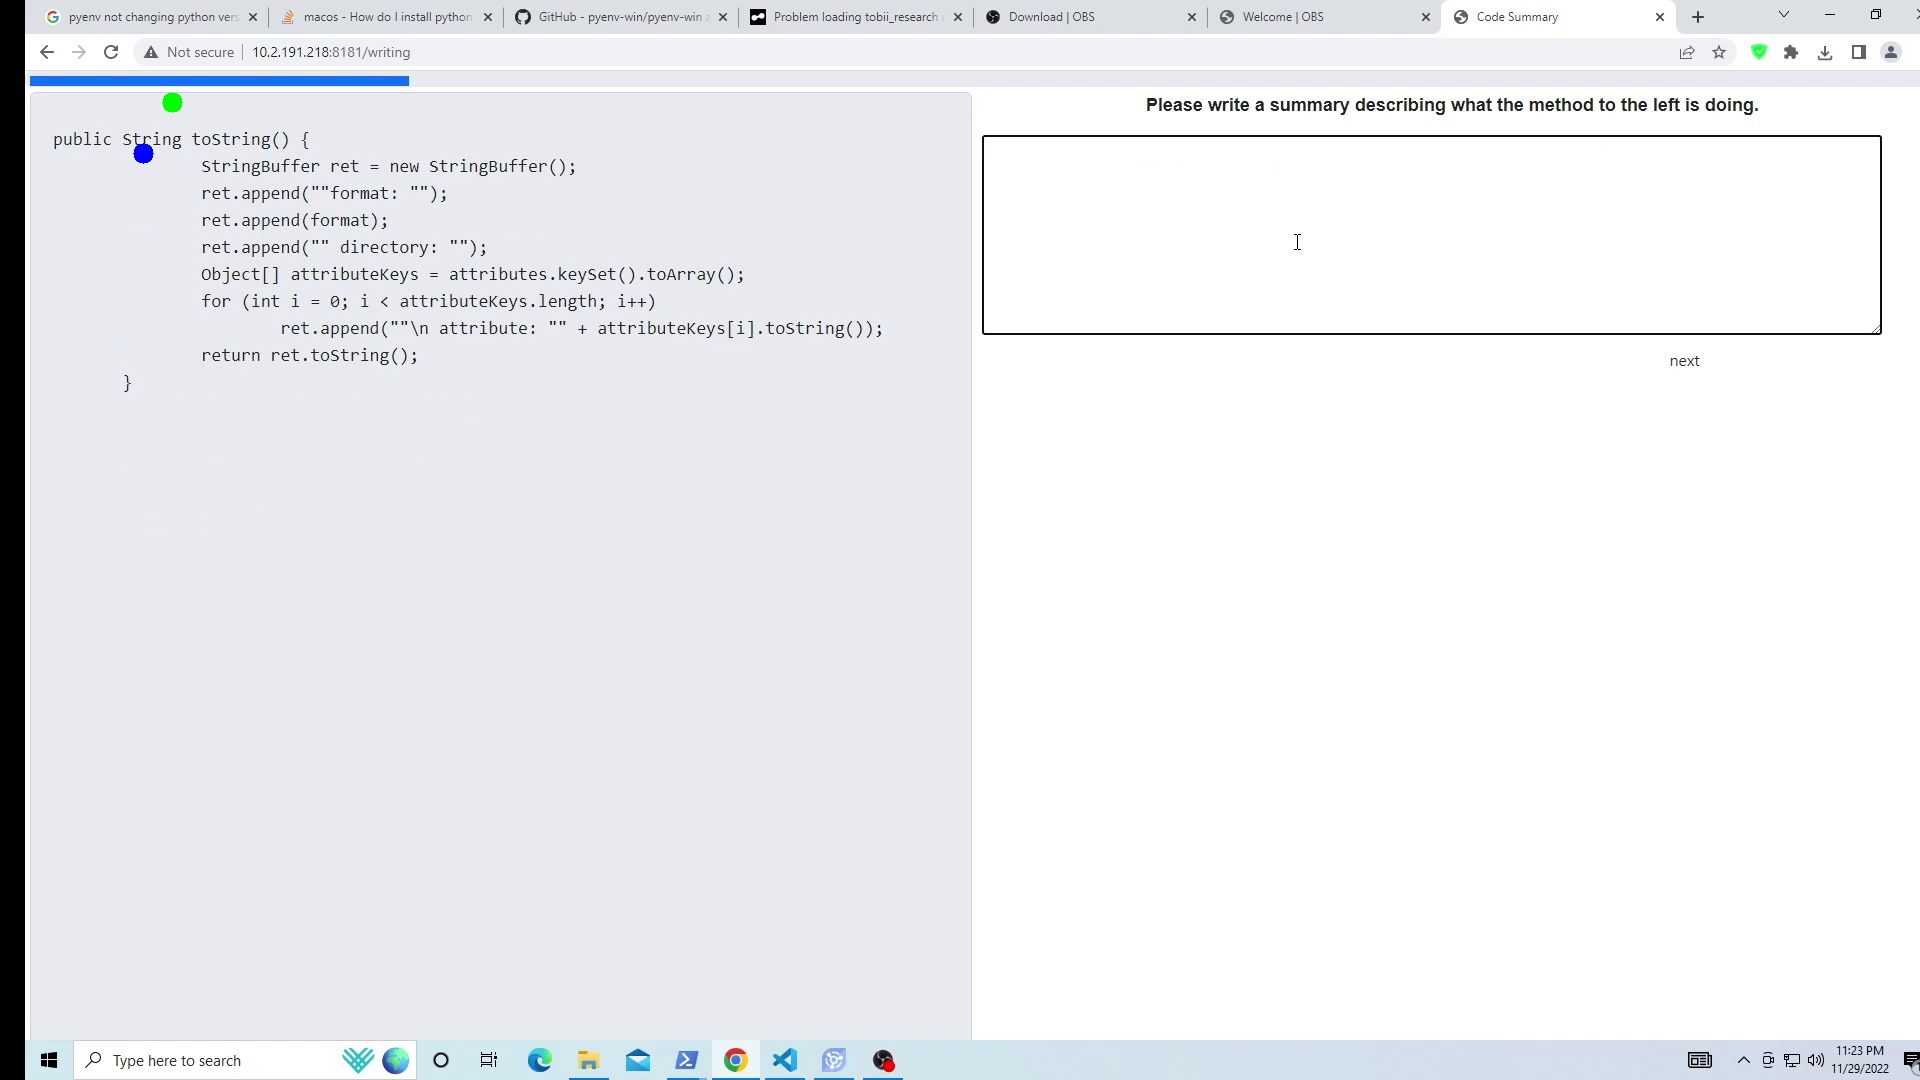 pyenv not changing python vers
macos - How do I install python
GitHub - pyenv-win/pyenv-win
Problem loading tobii_research
Download | OBS
Welcome | OBS
Code Summary
Not secure
10.2.191.218:8181/writing
public String toString() {
StringBuffer ret = new StringBuffer();
ret.append(""format: "");
ret.append(format);
ret.append("" directory: "");
Object[] attributeKeys = attributes.keySet().toArray();
for (int i = 0; i < attributeKeys.length; i++)
ret.append(""\n attribute: "" + attributeKeys[i].toString());
return ret.toString();
}
Please write a summary describing what the method to the left is doing.
next
Type here to search
11:23 PM
11/29/2022